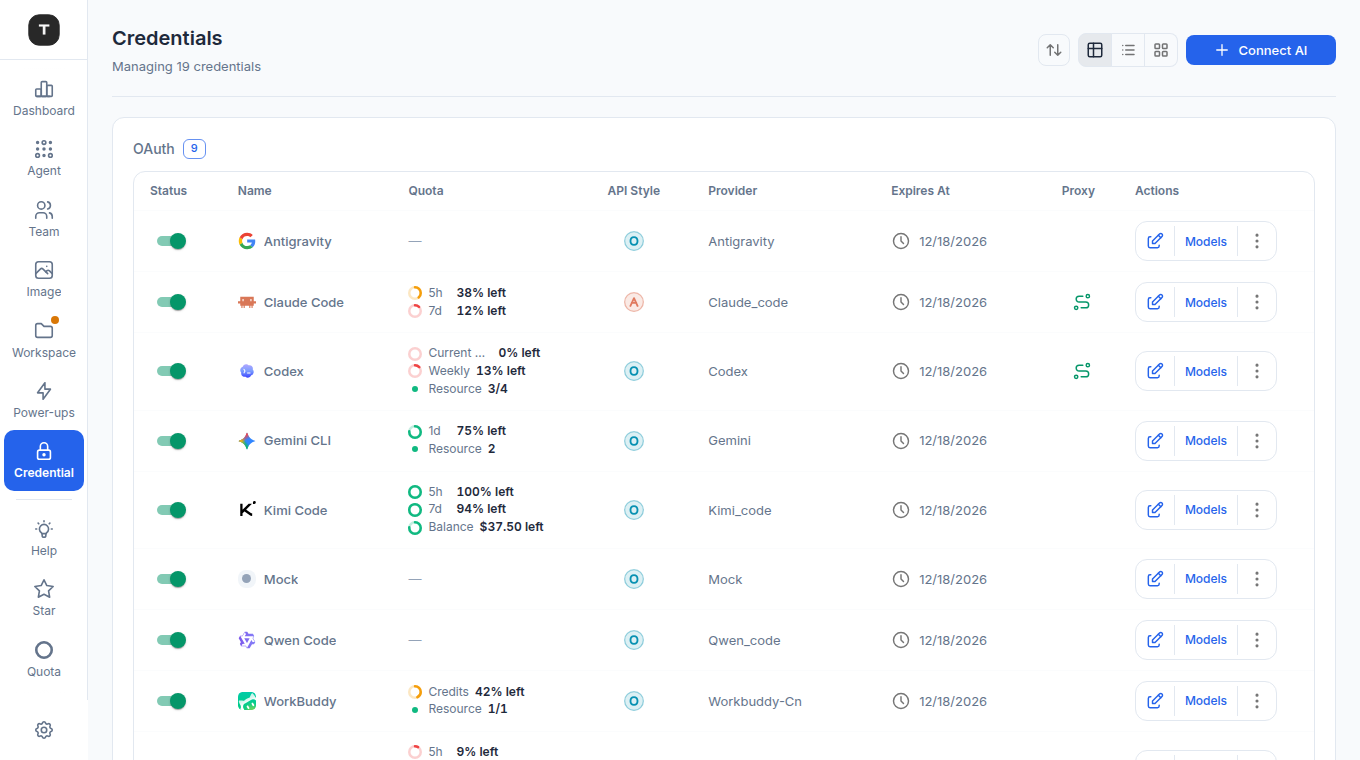 T
Dashboard
Agent
Team
Image
Workspace
Power-ups
Credential
Help
Star
Quota
Credentials
Managing 19 credentials
Connect AI
OAuth 9
Status Name Quota API Style Provider Expires At Proxy Actions
Antigravity — O Antigravity 12/18/2026 Models
Claude Code 5h 38% left A Claude_code 12/18/2026 Models
7d 12% left
Codex Current ... 0% left O Codex 12/18/2026 Models
Weekly 13% left
Resource 3/4
Gemini CLI 1d 75% left O Gemini 12/18/2026 Models
Resource 2
Kimi Code 5h 100% left O Kimi_code 12/18/2026 Models
7d 94% left
Balance $37.50 left
Mock — O Mock 12/18/2026 Models
Qwen Code — O Qwen_code 12/18/2026 Models
WorkBuddy Credits 42% left O Workbuddy-Cn 12/18/2026 Models
Resource 1/1
5h 9% left